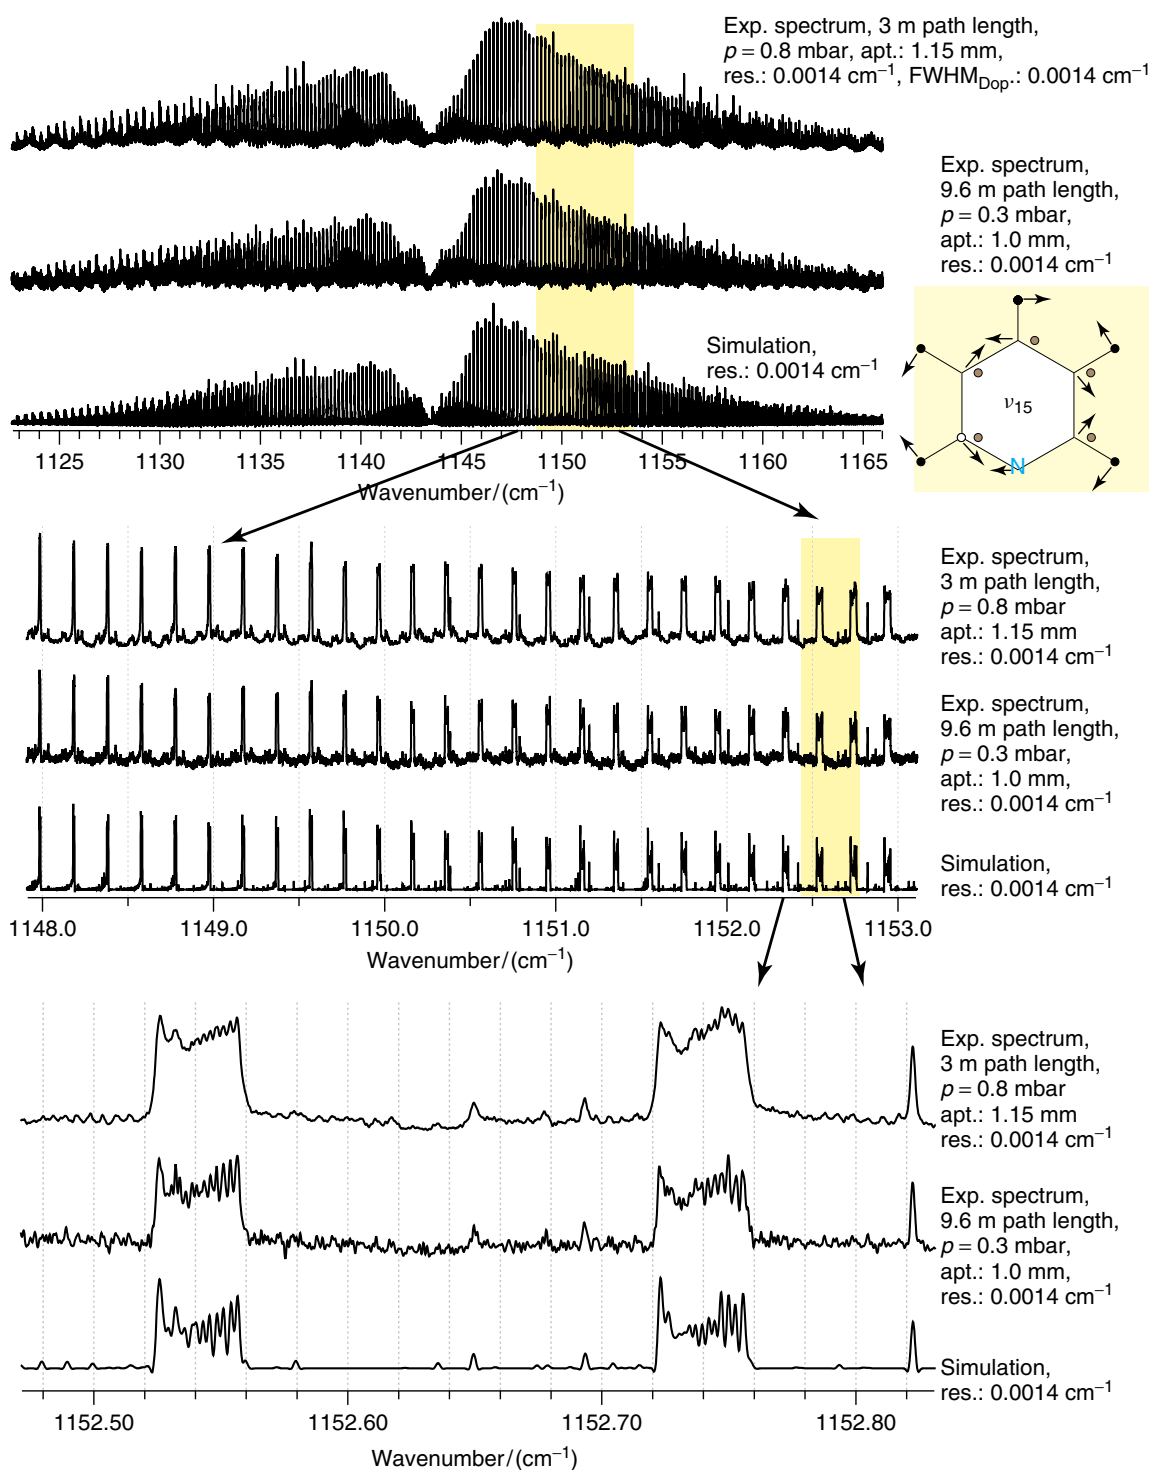 Exp. spectrum, 3 m path length,
p = 0.8 mbar, apt.: 1.15 mm,
res.: 0.0014 cm⁻¹, FWHM_Dop.: 0.0014 cm⁻¹
Exp. spectrum,
9.6 m path length,
p = 0.3 mbar,
apt.: 1.0 mm,
res.: 0.0014 cm⁻¹
Simulation,
res.: 0.0014 cm⁻¹
ν₁₅
N
1125 1130 1135 1140 1145 1150 1155 1160 1165
Wavenumber/(cm⁻¹)
Exp. spectrum,
3 m path length,
p = 0.8 mbar
apt.: 1.15 mm
res.: 0.0014 cm⁻¹
Exp. spectrum,
9.6 m path length,
p = 0.3 mbar,
apt.: 1.0 mm,
res.: 0.0014 cm⁻¹
Simulation,
res.: 0.0014 cm⁻¹
1148.0 1149.0 1150.0 1151.0 1152.0 1153.0
Wavenumber/(cm⁻¹)
Exp. spectrum,
3 m path length,
p = 0.8 mbar
apt.: 1.15 mm
res.: 0.0014 cm⁻¹
Exp. spectrum,
9.6 m path length,
p = 0.3 mbar,
apt.: 1.0 mm,
res.: 0.0014 cm⁻¹
Simulation,
res.: 0.0014 cm⁻¹
1152.50 1152.60 1152.70 1152.80
Wavenumber/(cm⁻¹)